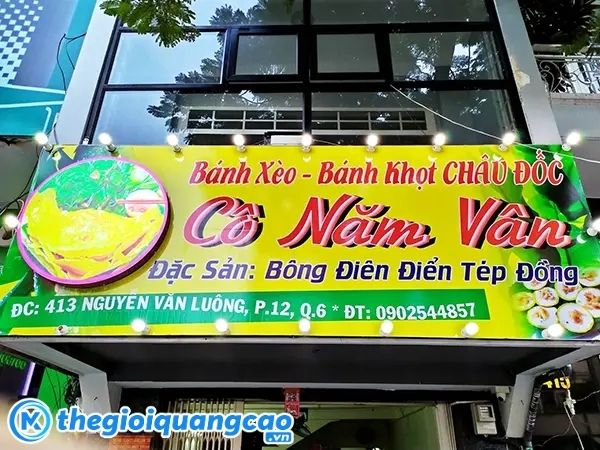 Bánh Xèo - Bánh Khọt CHÂU ĐỐC
Cô Năm Vân
Đặc Sản: Bông Điên Điển Tép Đồng
ĐC: 413 NGUYỄN VĂN LUÔNG, P.12, Q.6 * ĐT: 0902544857
413
thegioiquangcao.vn